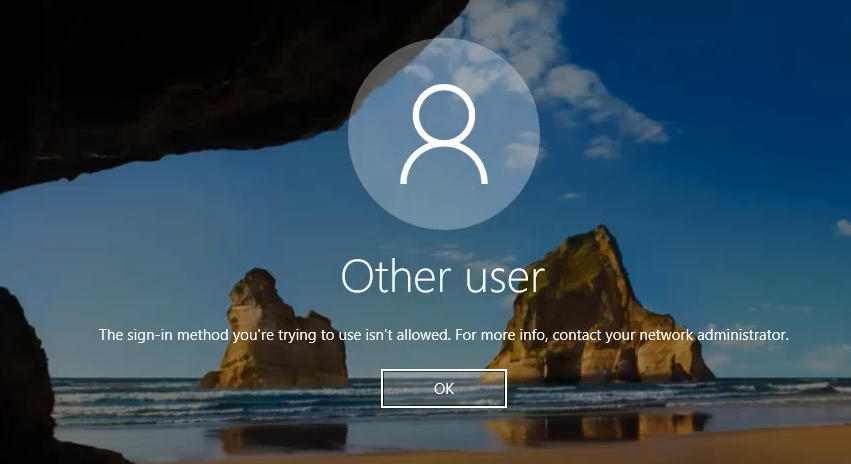 Other user
The sign-in method you're trying to use isn't allowed. For more info, contact your network administrator.
OK